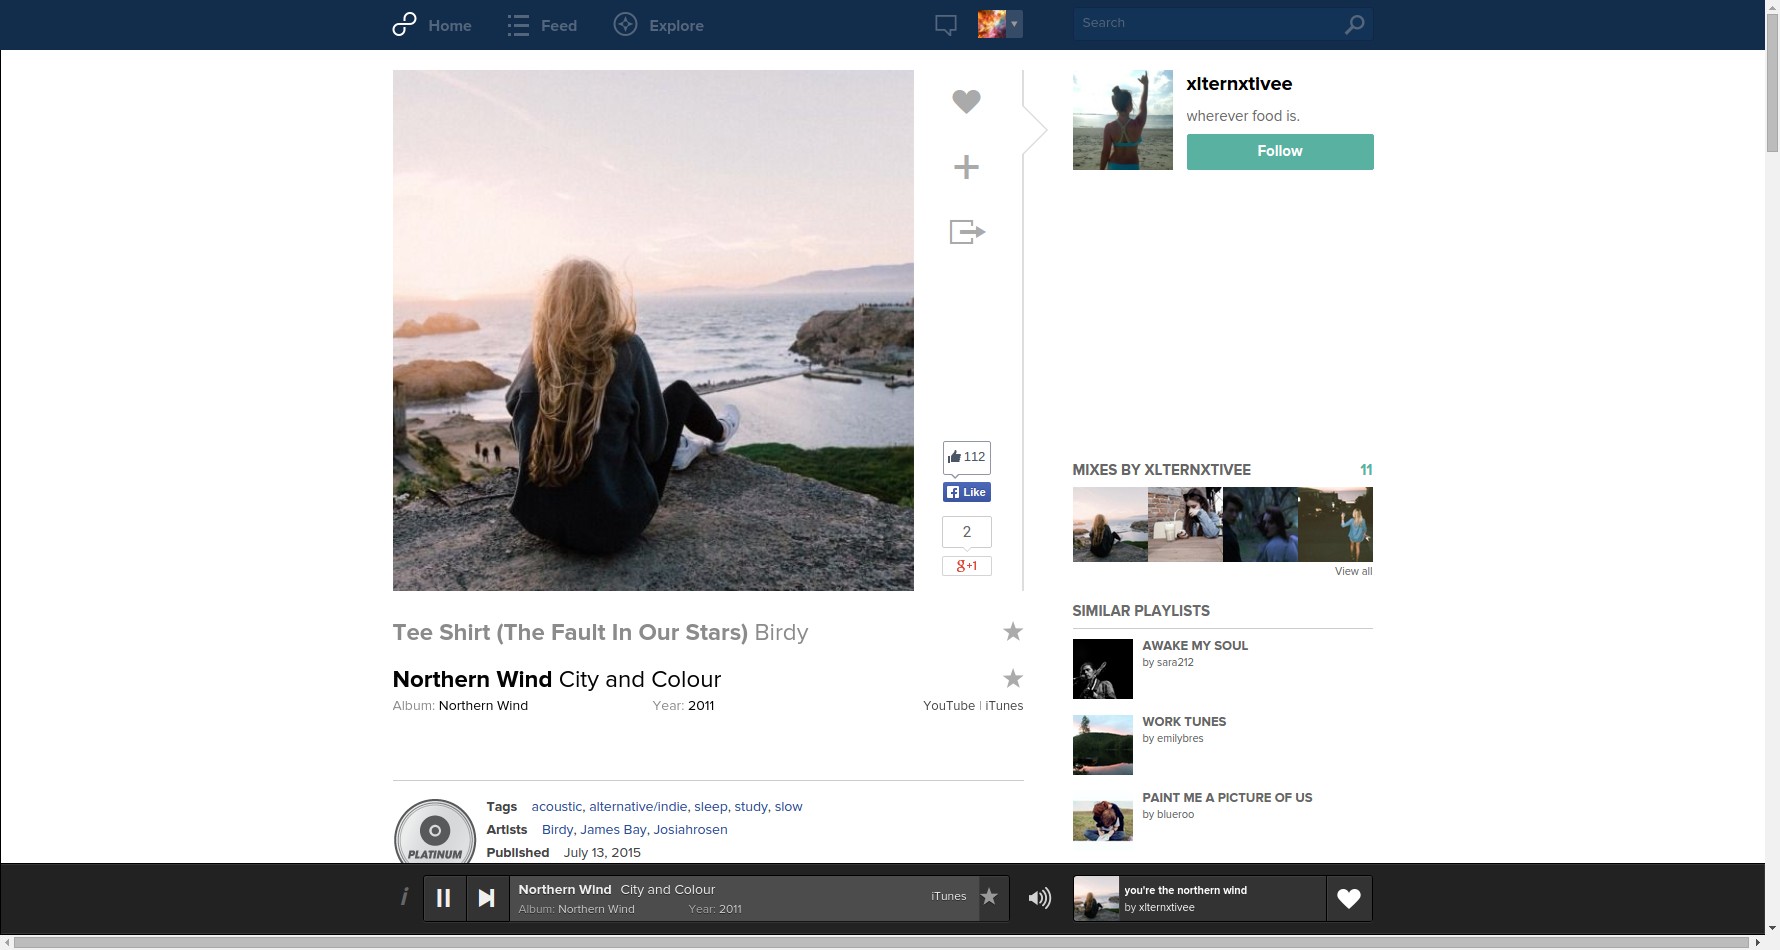 Home
Feed
Explore
Search
xlternxtivee
wherever food is.
Follow
112
Like
2
g+1
Tee Shirt (The Fault In Our Stars) Birdy
Northern Wind City and Colour
Album: Northern Wind Year: 2011 YouTube | iTunes
MIXES BY XLTERNXTIVEE 11
View all
SIMILAR PLAYLISTS
AWAKE MY SOUL
by sara212
WORK TUNES
by emilybres
PAINT ME A PICTURE OF US
by blueroo
PLATINUM
Tags acoustic, alternative/indie, sleep, study, slow
Artists Birdy, James Bay, Josiahrosen
Published July 13, 2015
i
Northern Wind City and Colour
Album: Northern Wind Year: 2011
iTunes
you're the northern wind
by xlternxtivee